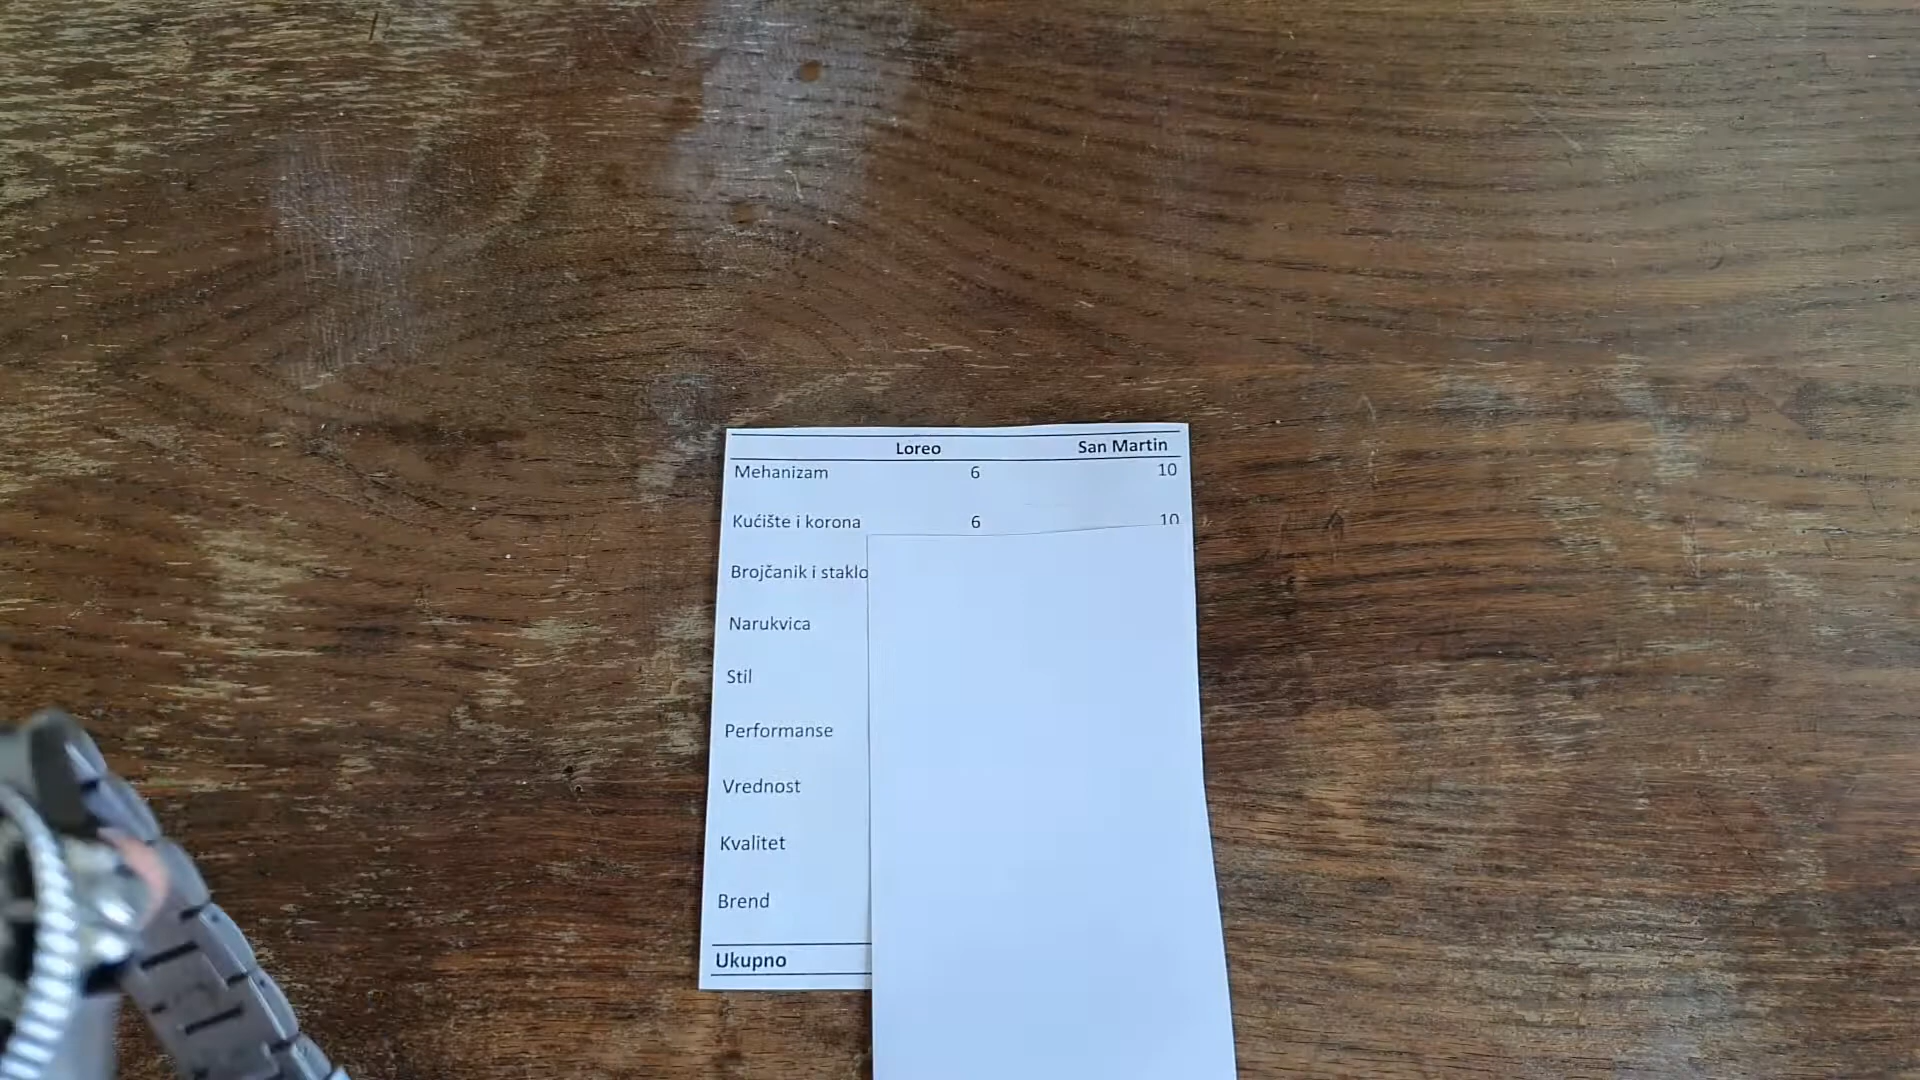 Loreo San Martin
Mehanizam 6 10
Kućište i korona 6 10
Brojčanik i staklo
Narukvica
Stil
Performanse
Vrednost
Kvalitet
Brend
Ukupno